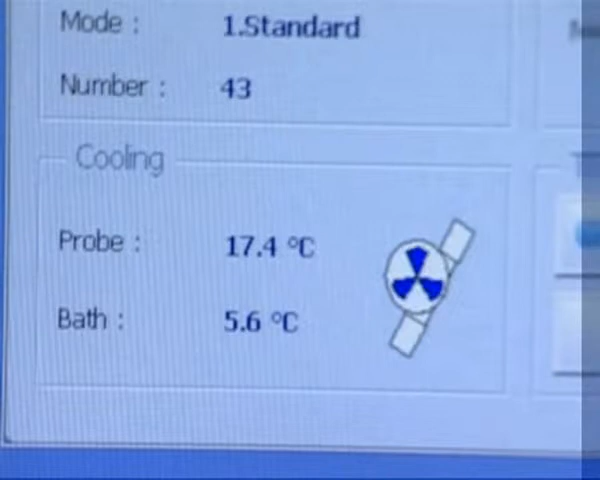 Mode : 1.Standard
Number : 43
Cooling
Probe : 17.4 °C
Bath : 5.6 °C